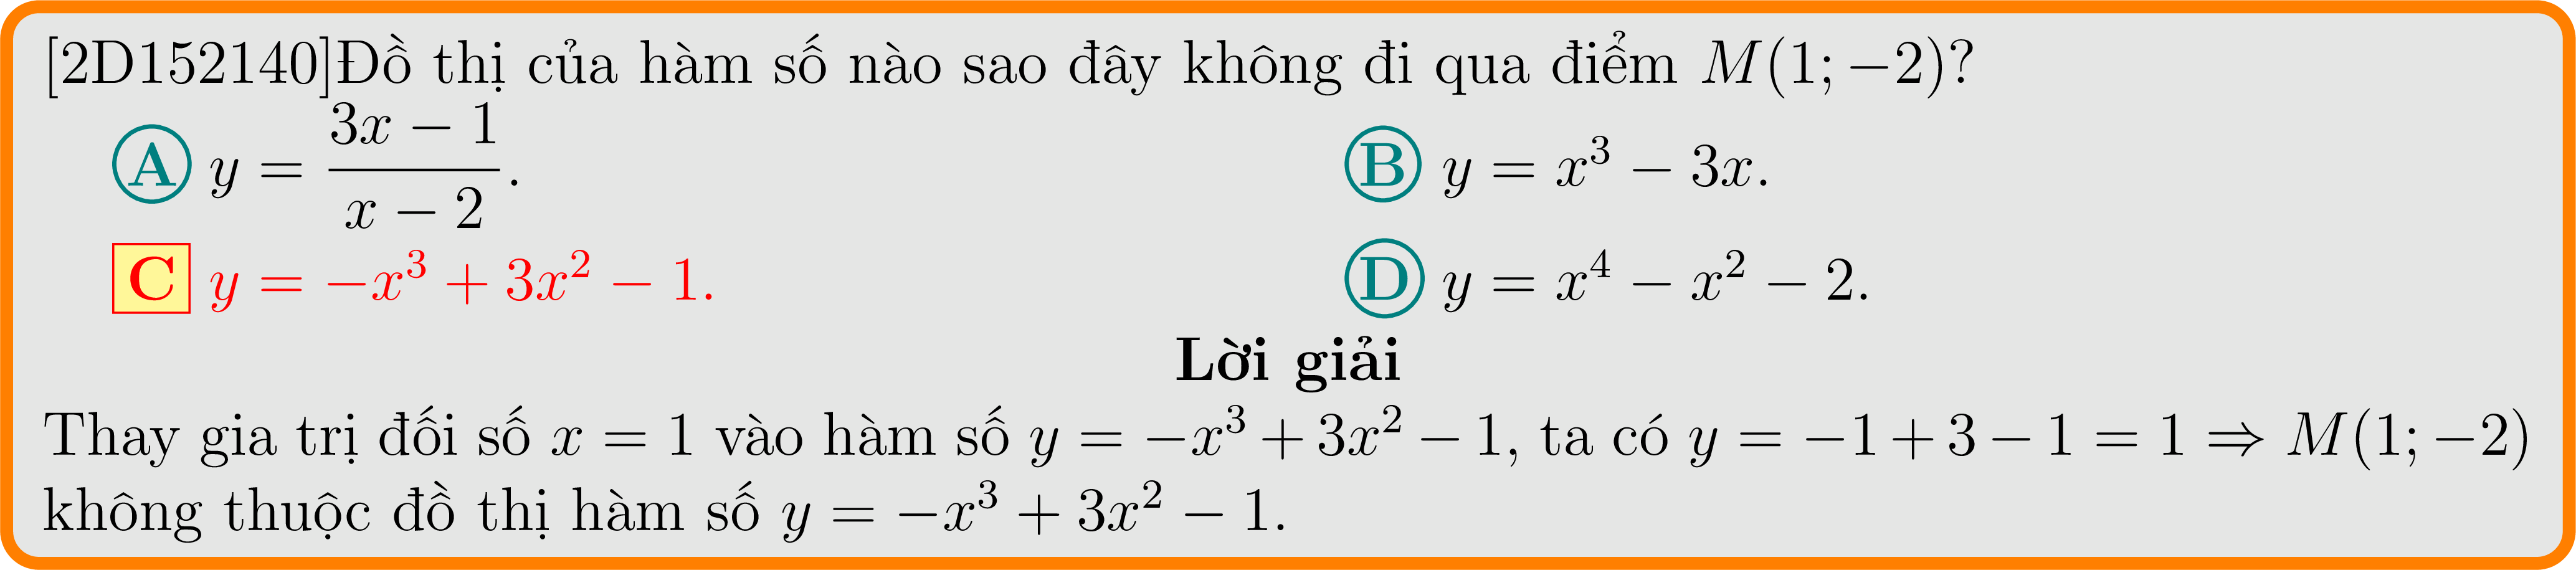 [2D152140]Đồ thị của hàm số nào sao đây không đi qua điểm M(1; −2)?
A y = \frac{3x − 1}{x − 2}.
B y = x³ − 3x.
C y = −x³ + 3x² − 1.
D y = x⁴ − x² − 2.
Lời giải
Thay gia trị đối số x = 1 vào hàm số y = −x³ + 3x² − 1, ta có y = −1 + 3 − 1 = 1 ⇒ M(1; −2)
không thuộc đồ thị hàm số y = −x³ + 3x² − 1.